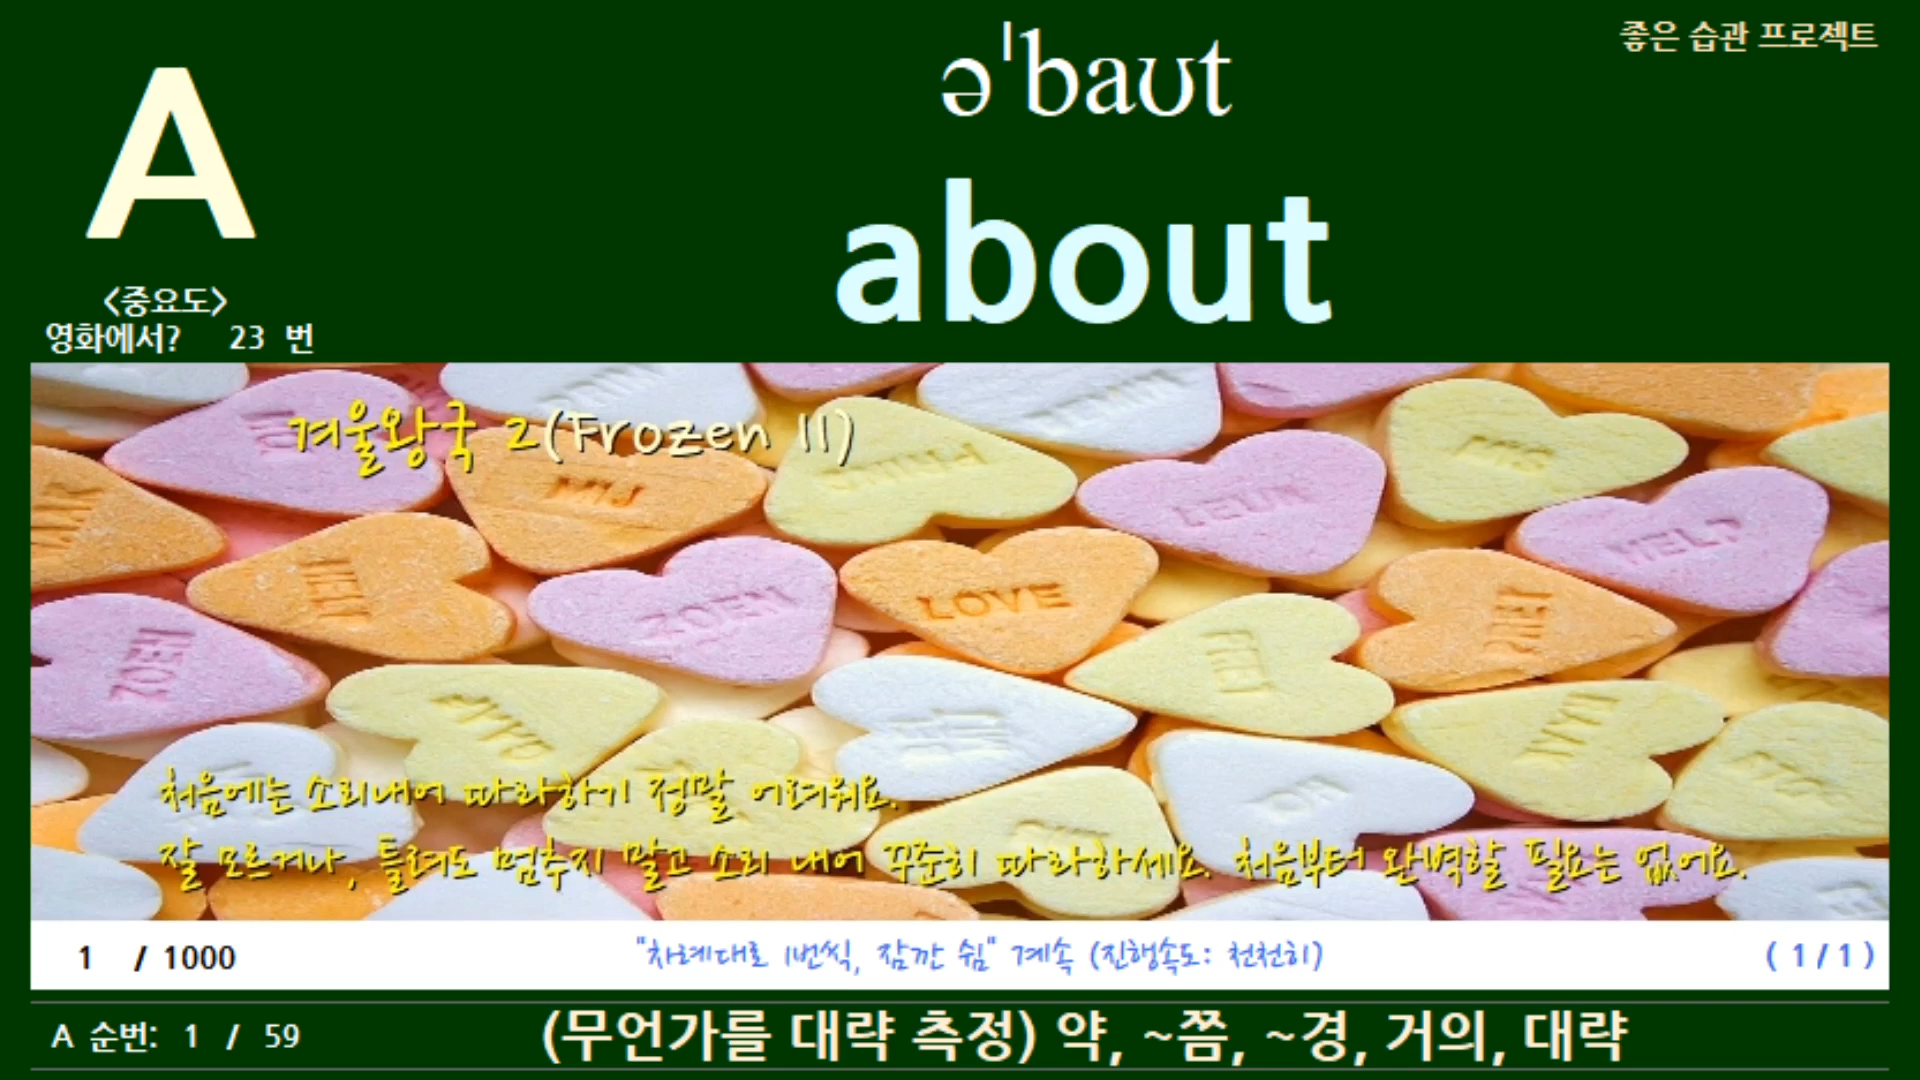 좋은 습관 프로젝트
A
ə'baʊt
about
<중요도>
영화에서? 23 번
겨울왕국 2(Frozen II)
MIJ
LEUK
HELP
ZOEN
LOVE
처음에는 소리내어 따라하기 정말 어려워요.
잘 모르거나, 틀려도 멈추지 말고 소리 내어 꾸준히 따라하세요. 처음부터 완벽할 필요는 없어요.
1 / 1000
"차례대로 1번씩, 잠깐 쉼" 계속 (진행속도: 천천히)
( 1 / 1 )
A 순번: 1 / 59
(무언가를 대략 측정) 약, ~쯤, ~경, 거의, 대략